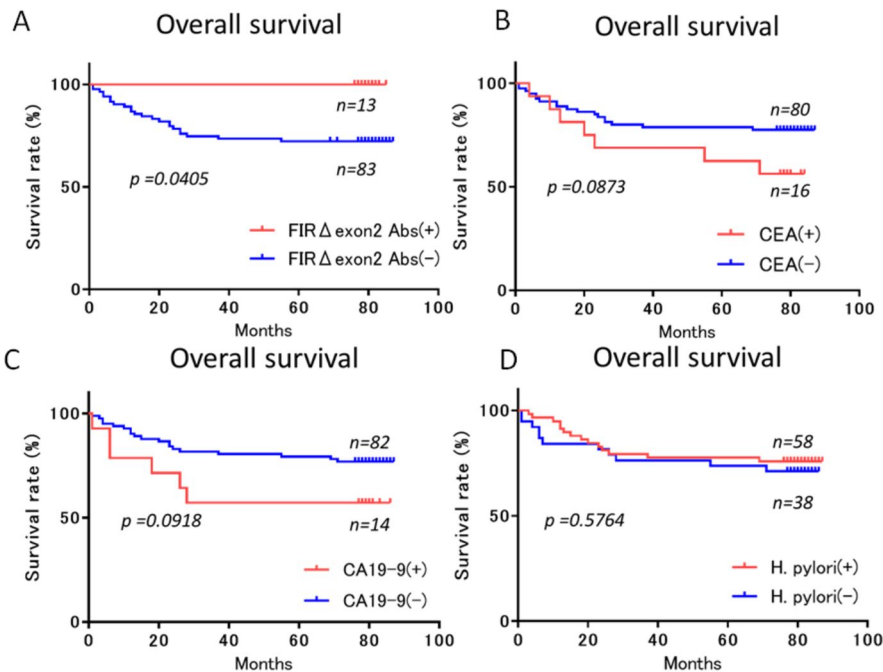 A
Overall survival
Survival rate (%)
100
50
0
n=13
n=83
p =0.0405
FIRΔ exon2 Abs(+)
FIRΔ exon2 Abs(−)
0 20 40 60 80 100
Months
B
Overall survival
Survival rate (%)
100
50
0
n=80
n=16
p =0.0873
CEA(+)
CEA(−)
0 20 40 60 80 100
Months
C
Overall survival
Survival rate (%)
100
50
0
n=82
n=14
p =0.0918
CA19−9(+)
CA19−9(−)
0 20 40 60 80 100
Months
D
Overall survival
Survival rate (%)
100
50
0
n=58
n=38
p =0.5764
H. pylori(+)
H. pylori(−)
0 20 40 60 80 100
Months